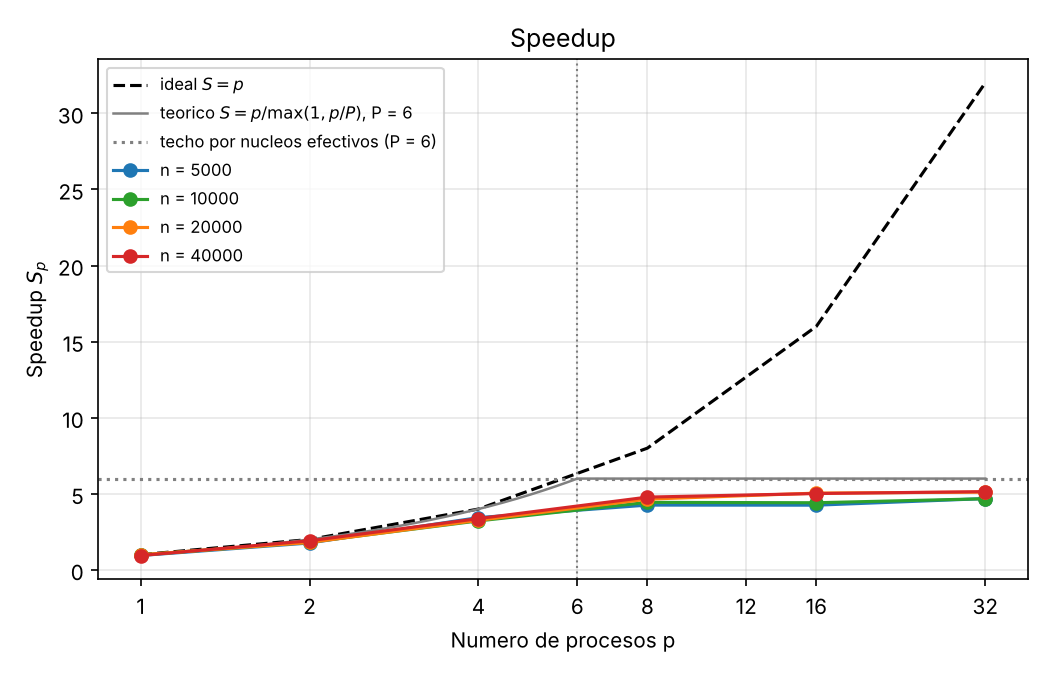 Speedup
ideal S = p
teorico S = p/max(1, p/P), P = 6
techo por nucleos efectivos (P = 6)
n = 5000
n = 10000
n = 20000
n = 40000
Speedup Sₚ
30
25
20
15
10
5
0
1 2 4 6 8 12 16 32
Numero de procesos p